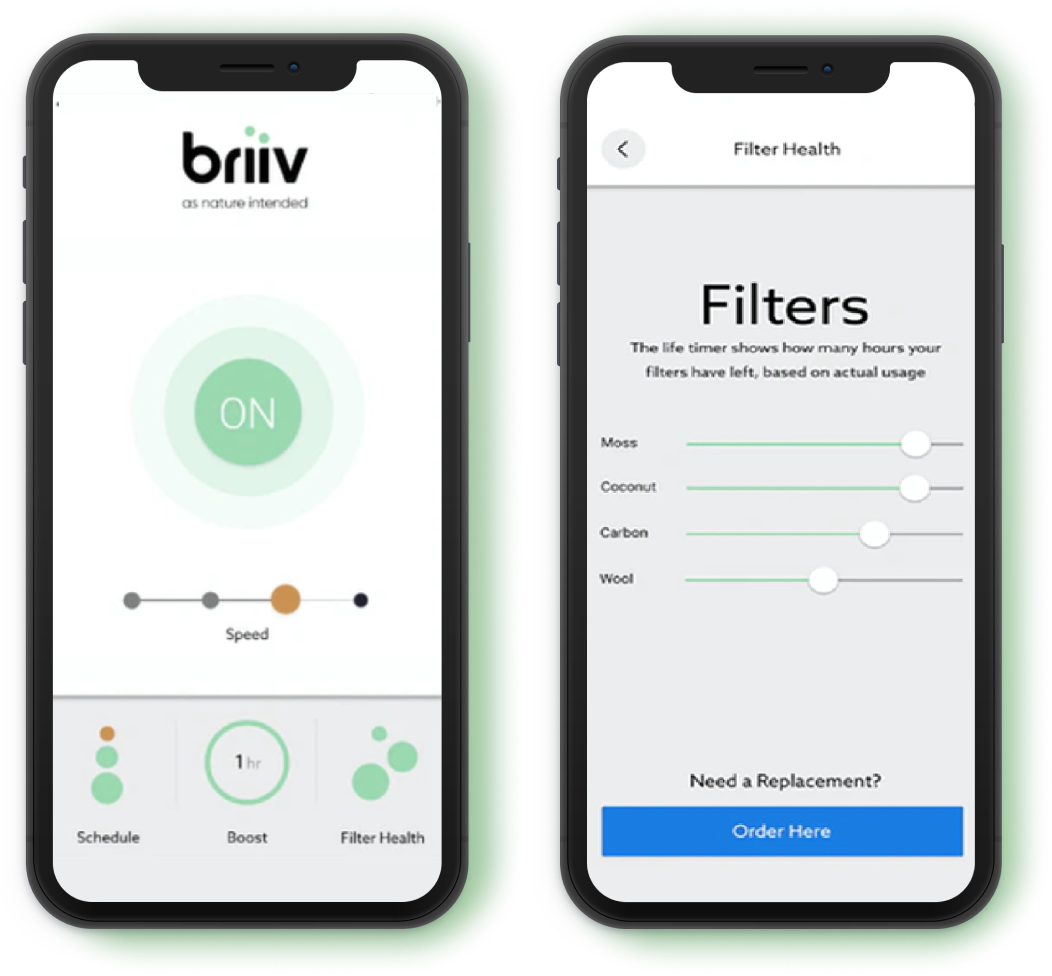 briiv
as nature intended
ON
Speed
1 hr
Schedule
Boost
Filter Health
Filter Health
Filters
The life timer shows how many hours your
filters have left, based on actual usage
Moss
Coconut
Carbon
Wool
Need a Replacement?
Order Here